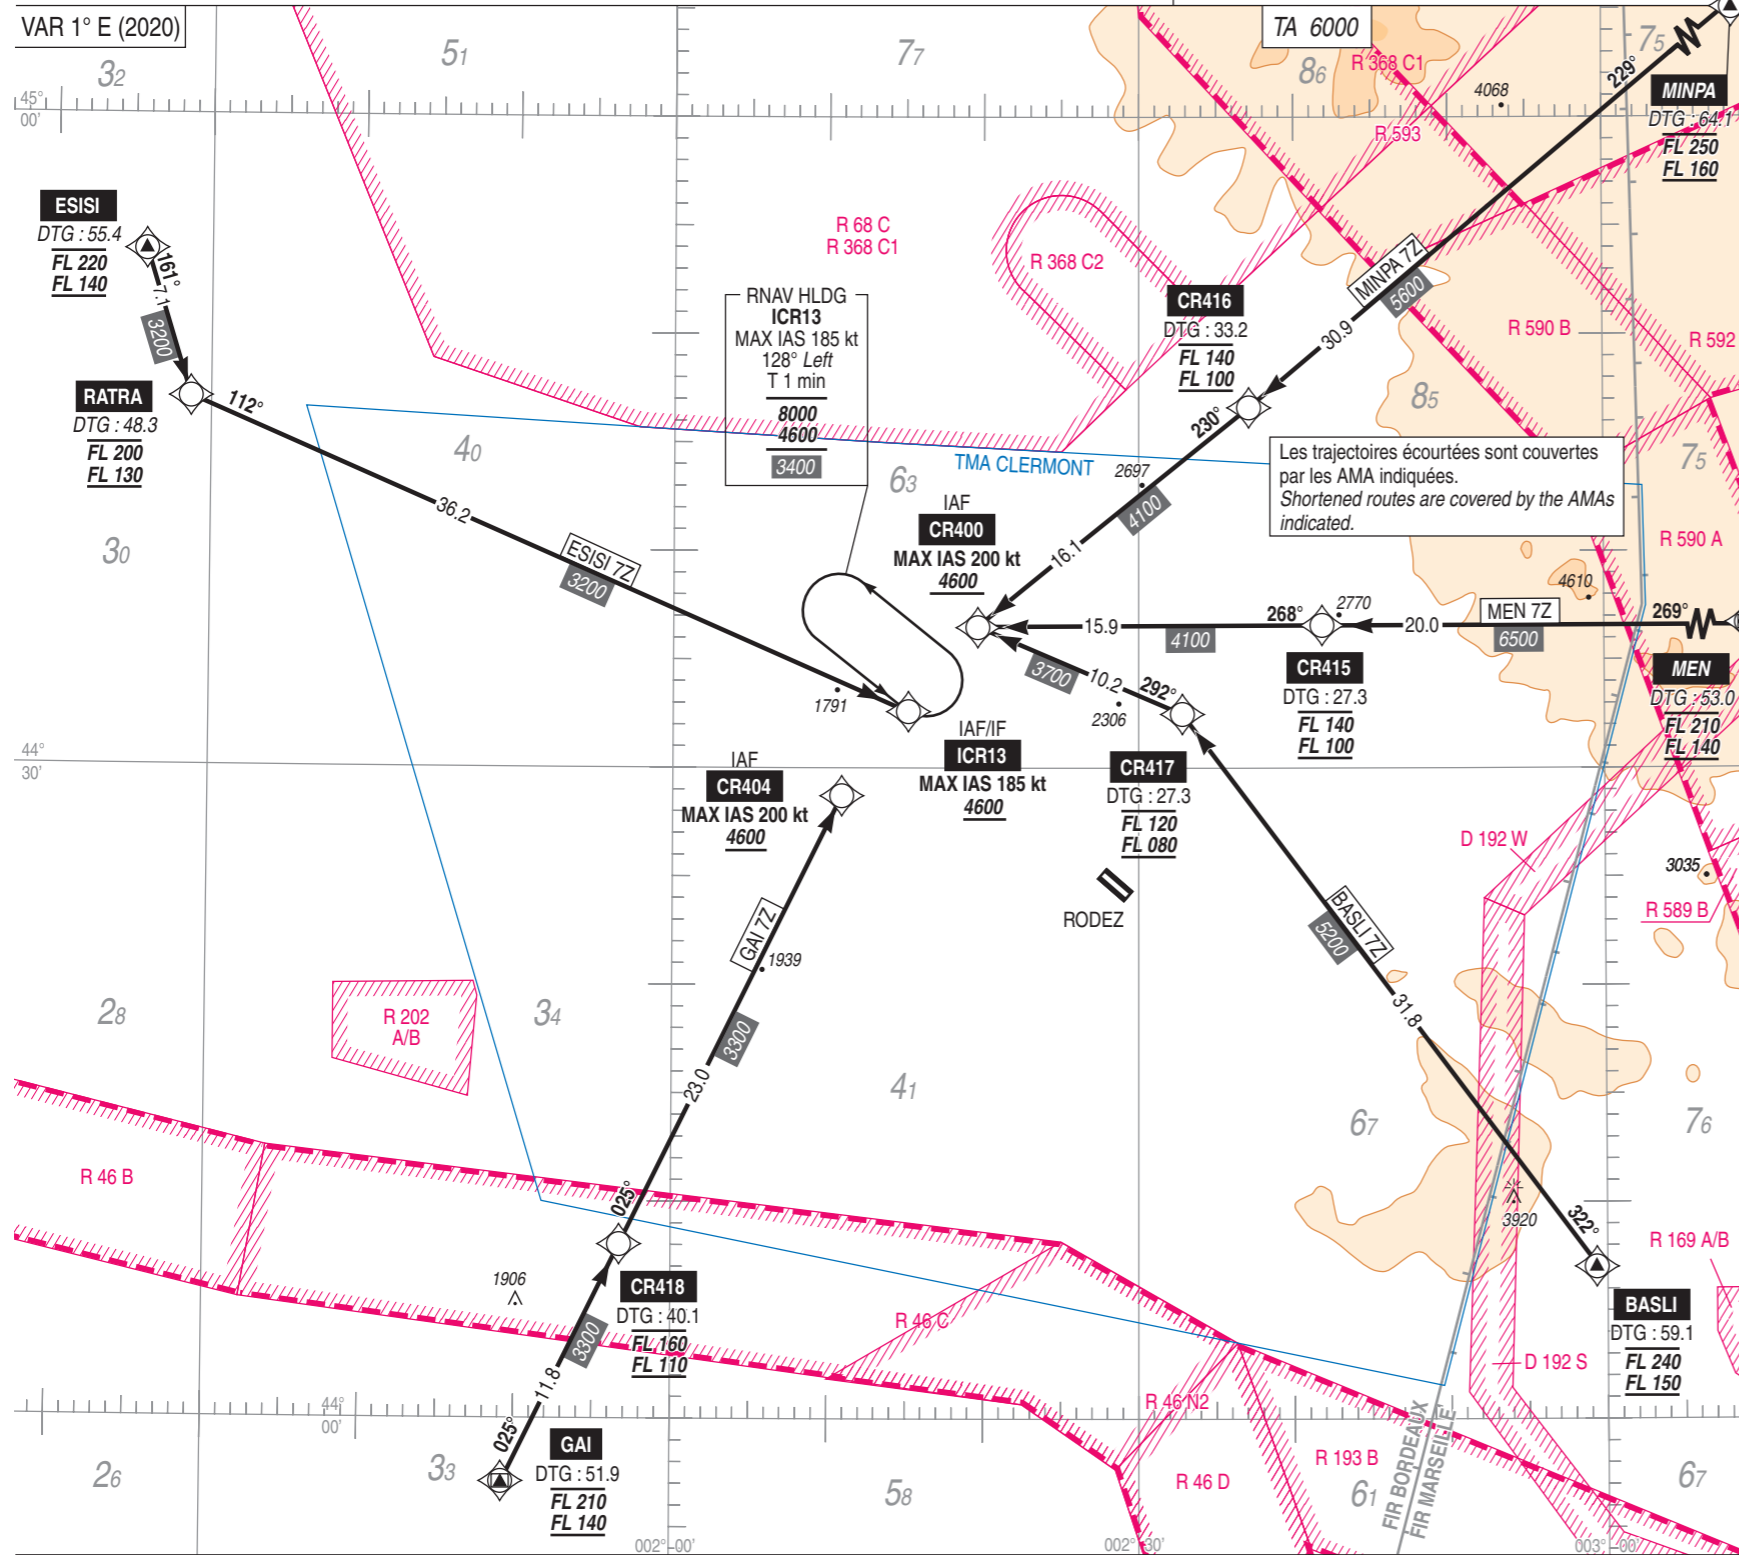 VAR 1° E (2020)
TA 6000
32
51
77
86
75
45°
00'
R 368 C1
4068
229°
MINPA
DTG : 64.1
FL 250
FL 160
R 593
ESISI
DTG : 55.4
FL 220
FL 140
161°
7.1
3200
R 68 C
R 368 C1
R 368 C2
MINPA 7Z
5600
30.9
R 590 B
R 592
RNAV HLDG
ICR13
MAX IAS 185 kt
128° Left
T 1 min
8000
4600
3400
CR416
DTG : 33.2
FL 140
FL 100
RATRA
DTG : 48.3
FL 200
FL 130
112°
230°
85
40
63
75
TMA CLERMONT
2697
4100
16.1
Les trajectoires écourtées sont couvertes
par les AMA indiquées.
Shortened routes are covered by the AMAs
indicated.
36.2
ESISI 7Z
3200
30
IAF
CR400
MAX IAS 200 kt
4600
R 590 A
4610
15.9
4100
268°
2770
20.0
MEN 7Z
6500
269°
CR415
DTG : 27.3
FL 140
FL 100
MEN
DTG : 53.0
FL 210
FL 140
3700
10.2
292°
2306
1791
44°
30'
IAF/IF
ICR13
MAX IAS 185 kt
4600
IAF
CR404
MAX IAS 200 kt
4600
CR417
DTG : 27.3
FL 120
FL 080
RODEZ
D 192 W
3035
R 589 B
GAI 7Z
1939
3300
23.0
BASLI 7Z
5200
31.8
28
R 202
A/B
34
41
67
76
R 46 B
025°
3920
322°
R 169 A/B
1906
CR418
DTG : 40.1
FL 160
FL 110
3300
11.8
R 46 C
BASLI
DTG : 59.1
FL 240
FL 150
D 192 S
44°
00'
R 46 N2
025°
GAI
DTG : 51.9
FL 210
FL 140
26
33
58
R 46 D
R 193 B
61
FIR BORDEAUX
FIR MARSEILLE
67
002° 00'
002° 30'
003° 00'